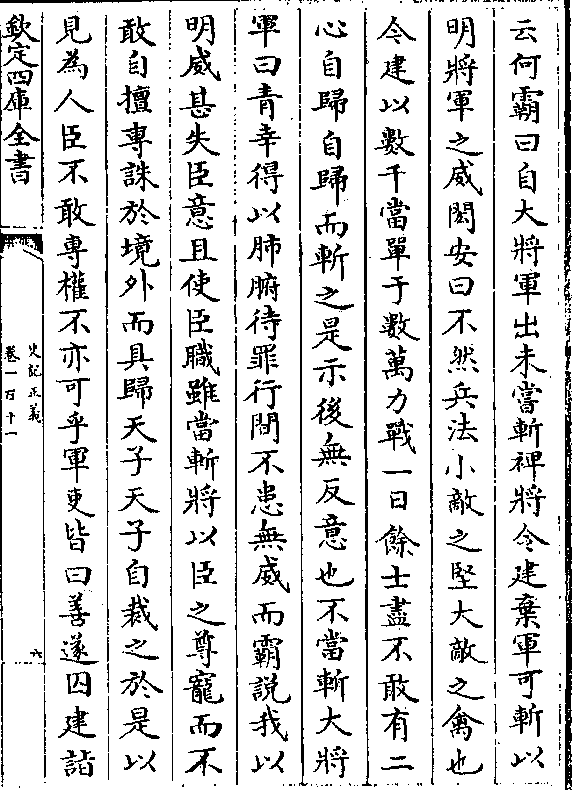 云何霸曰自大將軍出未嘗斬裨將今建棄軍可斬以
明將軍之威閎安曰不然兵法小敵之堅大敵之禽也
今建以數千當單于數萬力戰一日餘士盡不敢有二
心自歸自歸而斬之是示後無反意也不當斬大將
軍曰青幸得以肺腑待罪行間不患無威而霸說我以
明威甚失臣意且使臣職雖當斬將以臣之尊寵而不
敢自擅專誅於境外而具歸天子天子自裁之於是以
見為人臣不敢專權不亦可乎軍吏皆曰善遂囚建詣
欽定四庫全書
史記正義
卷一百十一
六